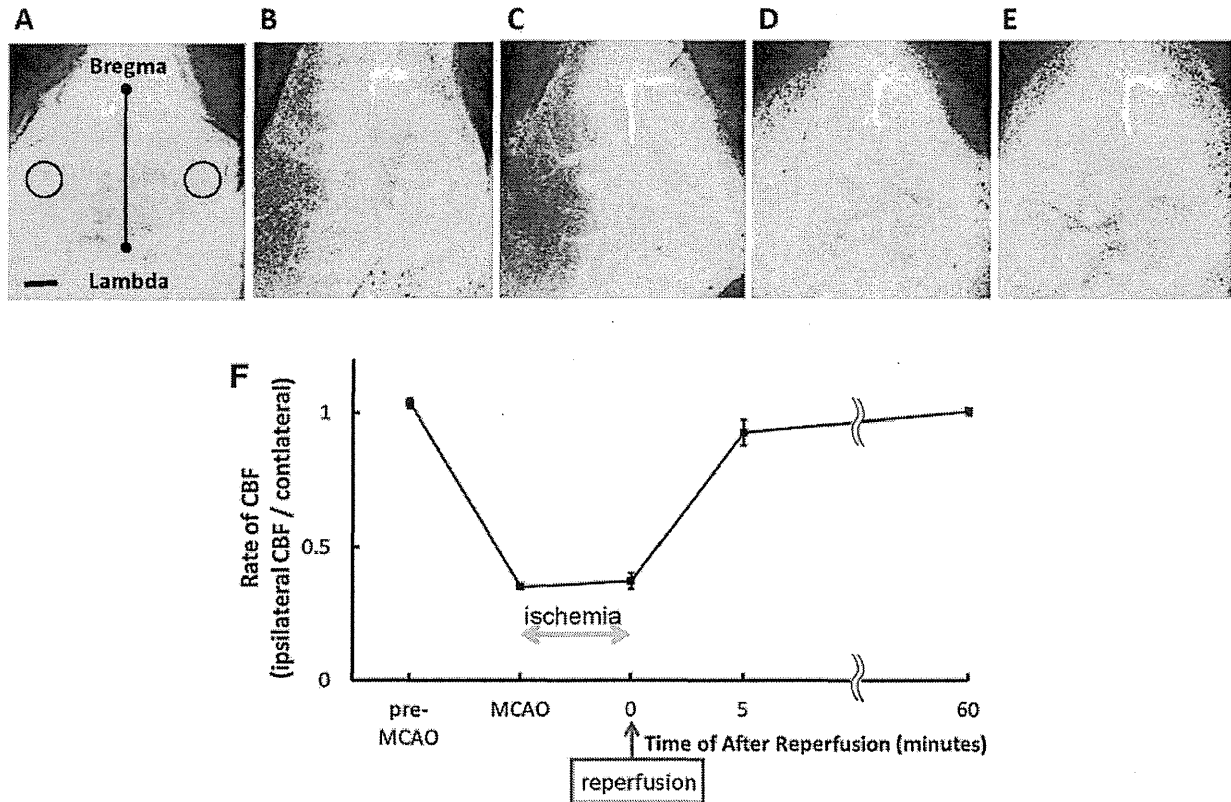 A
B
C
D
E
Bregma
Lambda
F
Rate of CBF
(ipsilateral CBF / contlateral)
1
0.5
0
ischemia
pre-
MCAO
MCAO
0
5
60
Time of After Reperfusion (minutes)
reperfusion